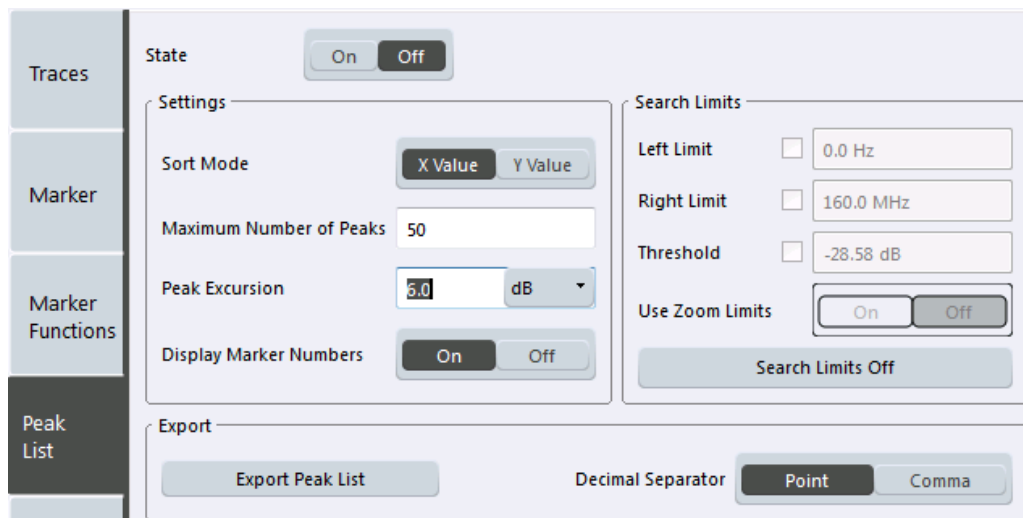 Traces
Marker
Marker
Functions
Peak
List
State On Off
Settings
Sort Mode X Value Y Value
Maximum Number of Peaks 50
Peak Excursion 6.0 dB
Display Marker Numbers On Off
Search Limits
Left Limit 0.0 Hz
Right Limit 160.0 MHz
Threshold -28.58 dB
Use Zoom Limits On Off
Search Limits Off
Export
Export Peak List Decimal Separator Point Comma